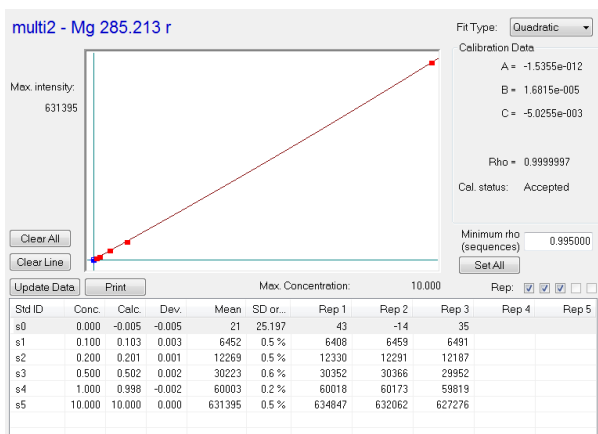 multi2 - Mg 285.213 r
Fit Type: Quadratic
Calibration Data
A = -1.5355e-012
Max. intensity:
B = 1.6815e-005
631395
C = -5.0255e-003
Rho = 0.9999997
Cal. status: Accepted
Clear All
Minimum rho
(sequences) 0.995000
Clear Line
Set All
Update Data Print Max. Concentration: 10.000 Rep:
Std ID Conc. Calc. Dev. Mean SD or... Rep 1 Rep 2 Rep 3 Rep 4 Rep 5
s0 0.000 -0.005 -0.005 21 25.197 43 -14 35
s1 0.100 0.103 0.003 6452 0.5 % 6408 6459 6491
s2 0.200 0.201 0.001 12269 0.5 % 12330 12291 12187
s3 0.500 0.502 0.002 30223 0.6 % 30352 30366 29952
s4 1.000 0.998 -0.002 60003 0.2 % 60018 60173 59819
s5 10.000 10.000 0.000 631395 0.5 % 634847 632062 627276